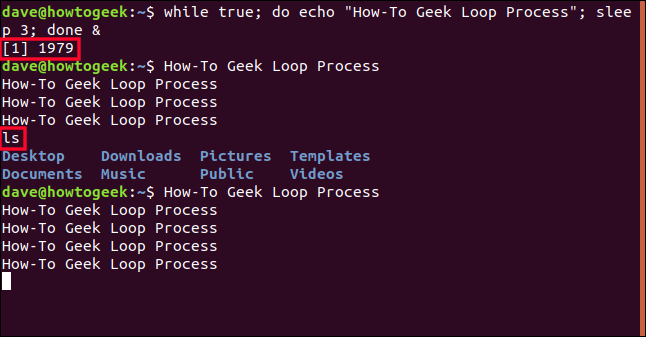 dave@howtogeek:~$ while true; do echo "How-To Geek Loop Process"; slee
p 3; done &
[1] 1979
dave@howtogeek:~$ How-To Geek Loop Process
How-To Geek Loop Process
How-To Geek Loop Process
How-To Geek Loop Process
ls
Desktop    Downloads  Pictures  Templates
Documents  Music      Public    Videos
dave@howtogeek:~$ How-To Geek Loop Process
How-To Geek Loop Process
How-To Geek Loop Process
How-To Geek Loop Process
How-To Geek Loop Process